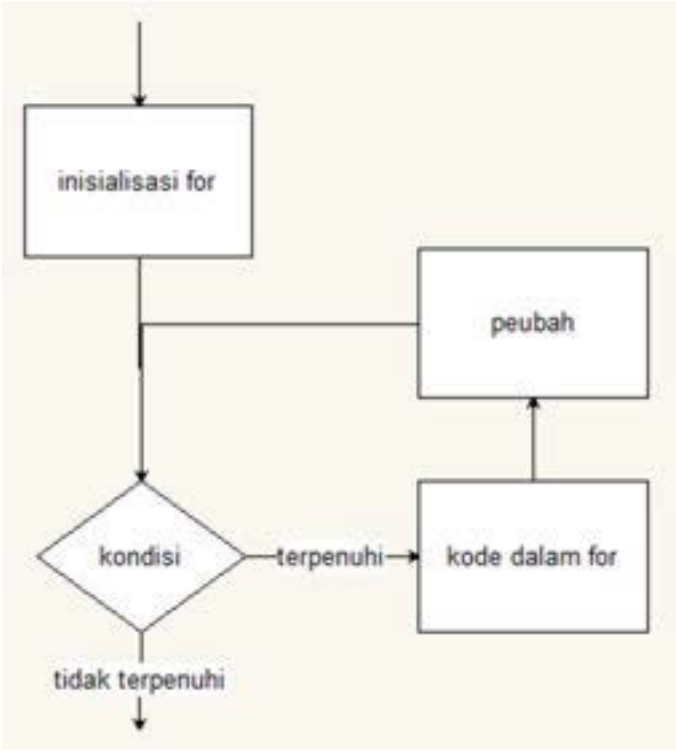 inisialisasi for
peubah
kondisi
terpenuhi
kode dalam for
tidak terpenuhi